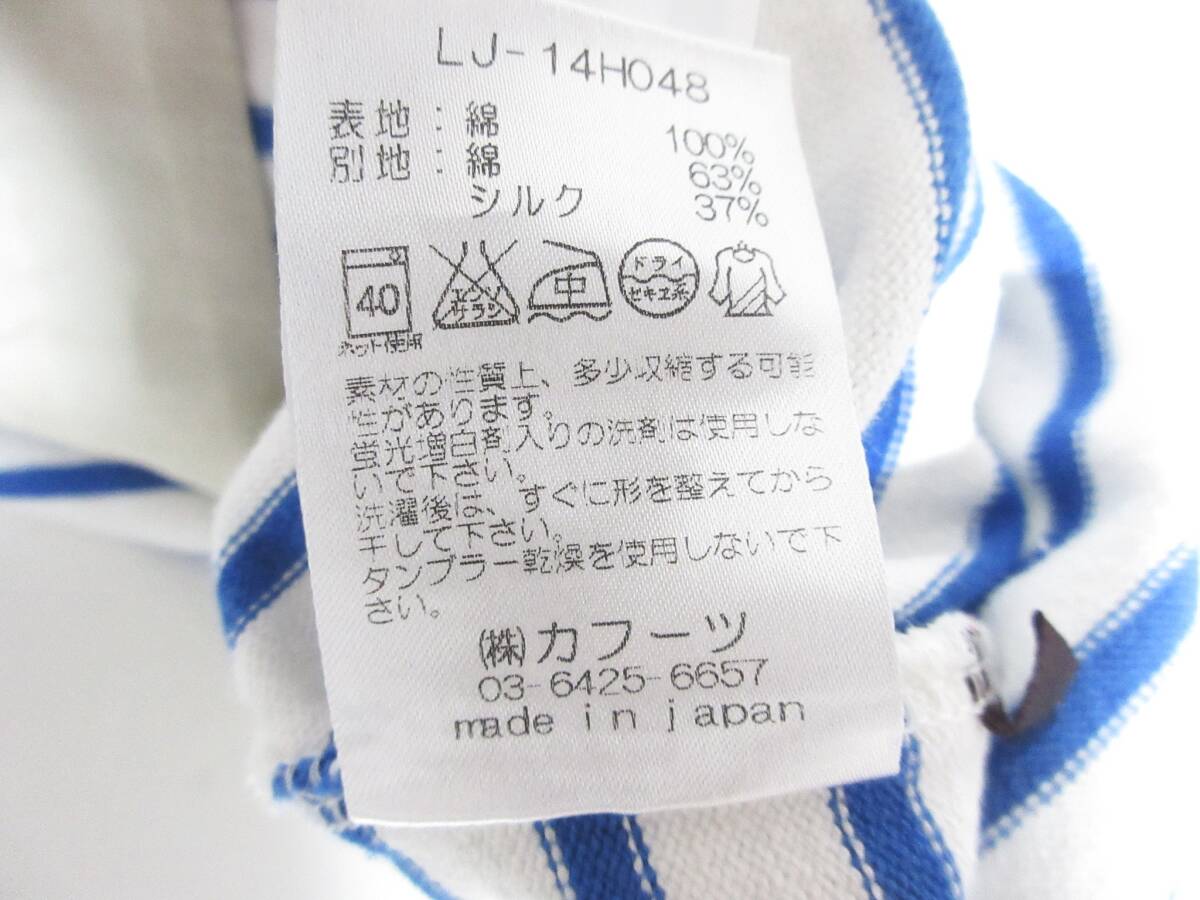 LJ-14H048
表地：綿 100%
別地：綿 63%
シルク 37%
40
ネット使用
エンソサラシ
中
ドライ
セキユ系
素材の性質上、多少収縮する可能
性があります。
蛍光増白剤入りの洗剤は使用しな
いで下さい。
洗濯後は、すぐに形を整えてから
干して下さい。
タンブラー乾燥を使用しないで下
さい。
㈱カフーツ
03-6425-6657
made in japan